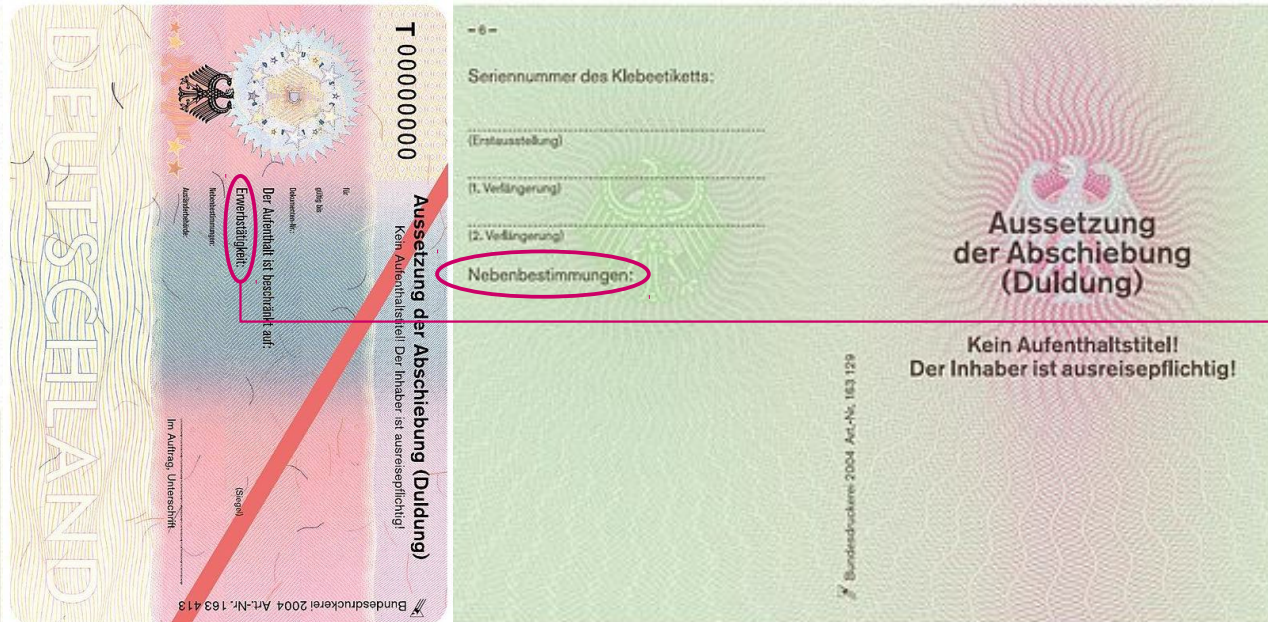 DEUTSCHLAND
T 00000000
Aussetzung der Abschiebung (Duldung)
Kein Aufenthaltstitel! Der Inhaber ist ausreisepflichtig!
für
gültig bis
Dokumenten-Nr.:
Der Aufenthalt ist beschränkt auf:
Erwerbstätigkeit:
Nebenbestimmungen:
Ausländerbehörde:
(Siegel)
Im Auftrag, Unterschrift
Bundesdruckerei 2004 Art.-Nr. 163 413
- 6 -
Seriennummer des Klebeetiketts:
(Erstausstellung)
(1. Verlängerung)
(2. Verlängerung)
Nebenbestimmungen:
Bundesdruckerei 2004 Art.-Nr. 163 129
Aussetzung
der Abschiebung
(Duldung)
Kein Aufenthaltstitel!
Der Inhaber ist ausreisepflichtig!